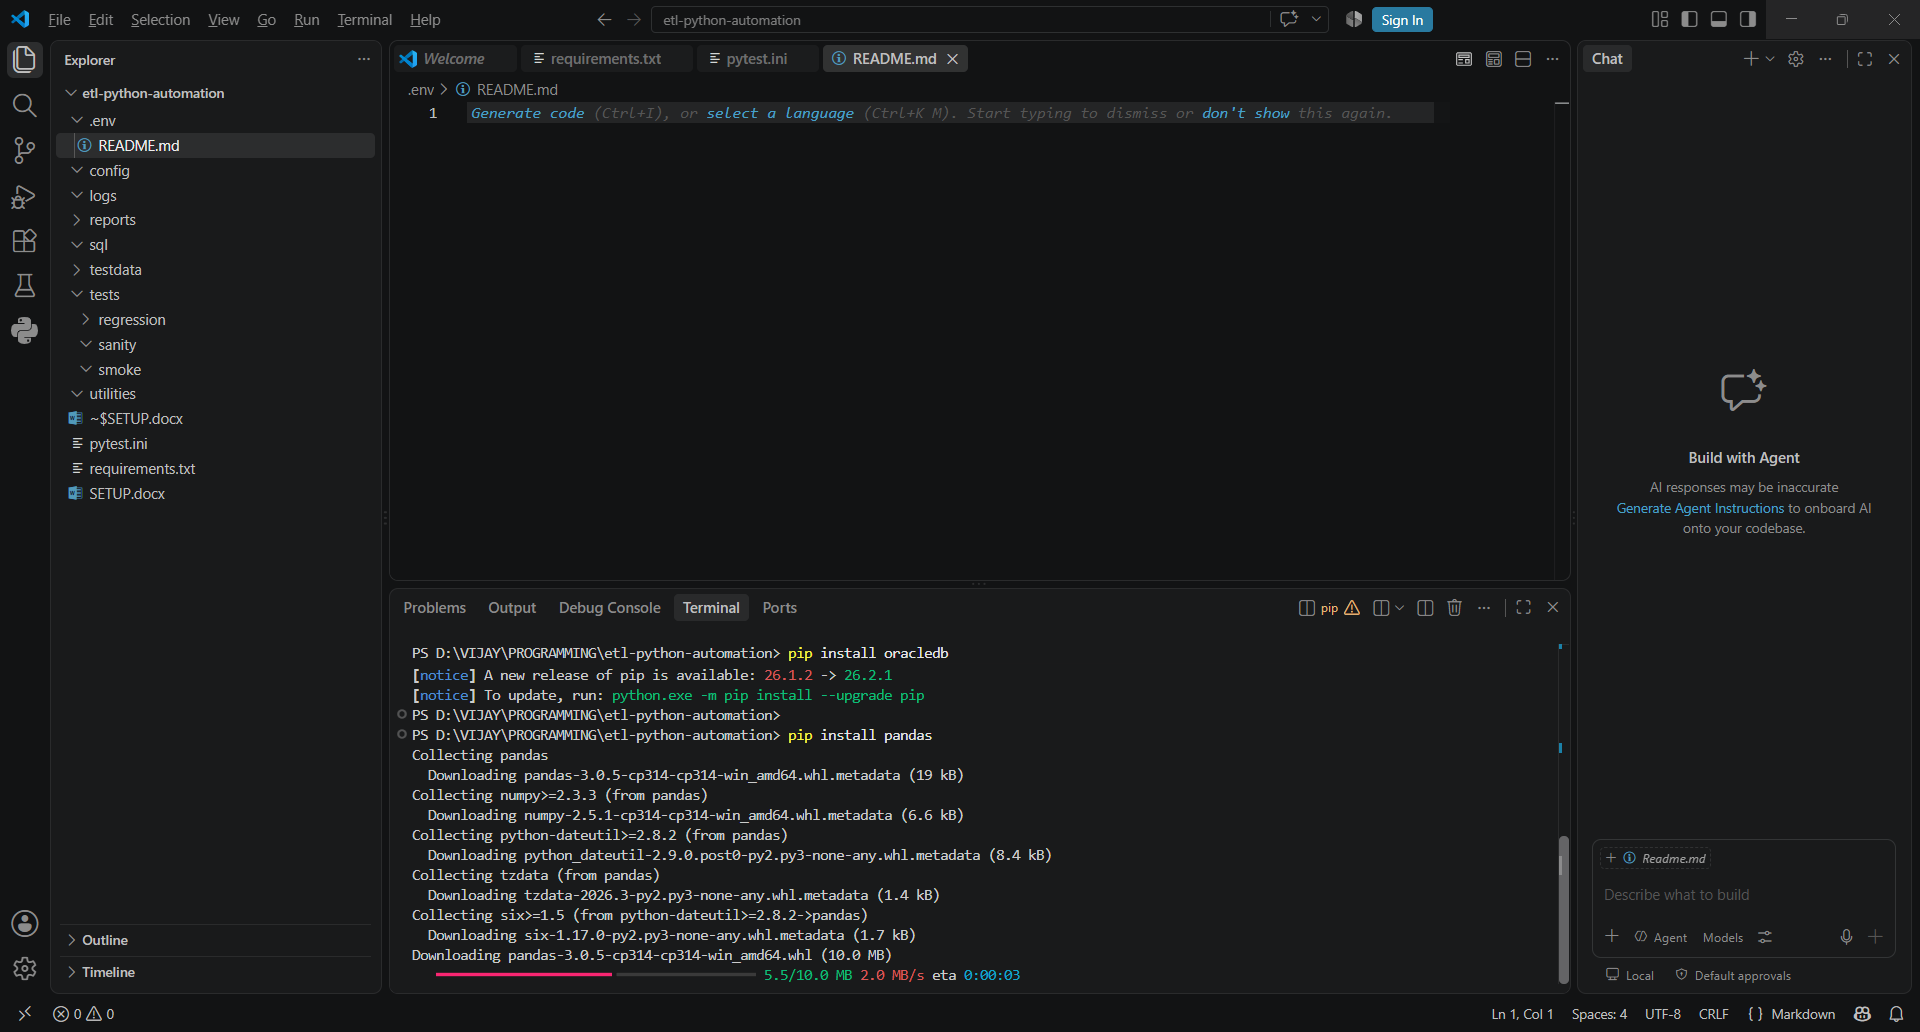 File Edit Selection View Go Run Terminal Help
etl-python-automation
Sign In
Explorer
etl-python-automation
.env
README.md
config
logs
reports
sql
testdata
tests
regression
sanity
smoke
utilities
~$SETUP.docx
pytest.ini
requirements.txt
SETUP.docx
Outline
Timeline
Welcome
requirements.txt
pytest.ini
README.md
.env > README.md
1 Generate code (Ctrl+I), or select a language (Ctrl+K M). Start typing to dismiss or don't show this again.
Problems Output Debug Console Terminal Ports
pip
PS D:\VIJAY\PROGRAMMING\etl-python-automation> pip install oracledb
[notice] A new release of pip is available: 26.1.2 -> 26.2.1
[notice] To update, run: python.exe -m pip install --upgrade pip
PS D:\VIJAY\PROGRAMMING\etl-python-automation>
PS D:\VIJAY\PROGRAMMING\etl-python-automation> pip install pandas
Collecting pandas
Downloading pandas-3.0.5-cp314-cp314-win_amd64.whl.metadata (19 kB)
Collecting numpy>=2.3.3 (from pandas)
Downloading numpy-2.5.1-cp314-cp314-win_amd64.whl.metadata (6.6 kB)
Collecting python-dateutil>=2.8.2 (from pandas)
Downloading python_dateutil-2.9.0.post0-py2.py3-none-any.whl.metadata (8.4 kB)
Collecting tzdata (from pandas)
Downloading tzdata-2026.3-py2.py3-none-any.whl.metadata (1.4 kB)
Collecting six>=1.5 (from python-dateutil>=2.8.2->pandas)
Downloading six-1.17.0-py2.py3-none-any.whl.metadata (1.7 kB)
Downloading pandas-3.0.5-cp314-cp314-win_amd64.whl (10.0 MB)
5.5/10.0 MB 2.0 MB/s eta 0:00:03
Chat
Build with Agent
AI responses may be inaccurate
Generate Agent Instructions to onboard AI
onto your codebase.
Readme.md
Describe what to build
Agent Models
Local Default approvals
0 0
Ln 1, Col 1 Spaces: 4 UTF-8 CRLF { } Markdown